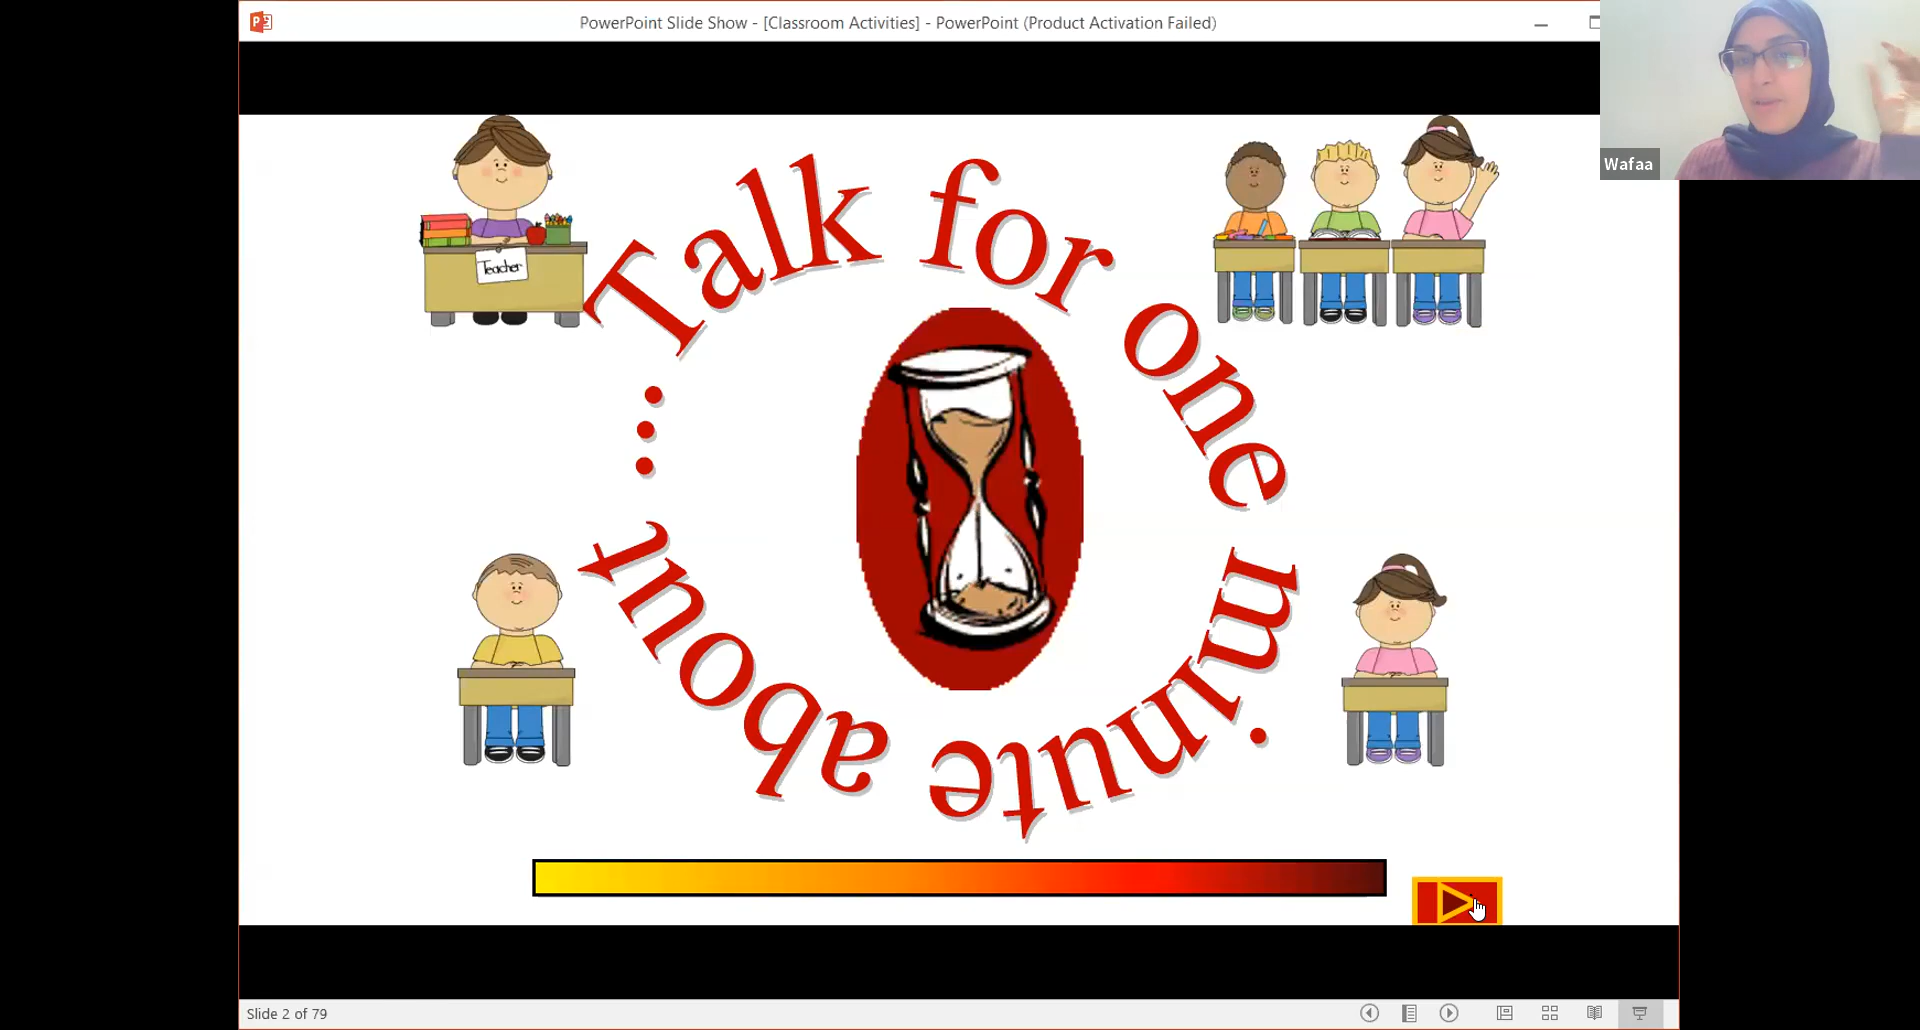 PowerPoint Slide Show - [Classroom Activities] - PowerPoint (Product Activation Failed)
Wafaa
Teacher
Talk for one minute about ...
Slide 2 of 79